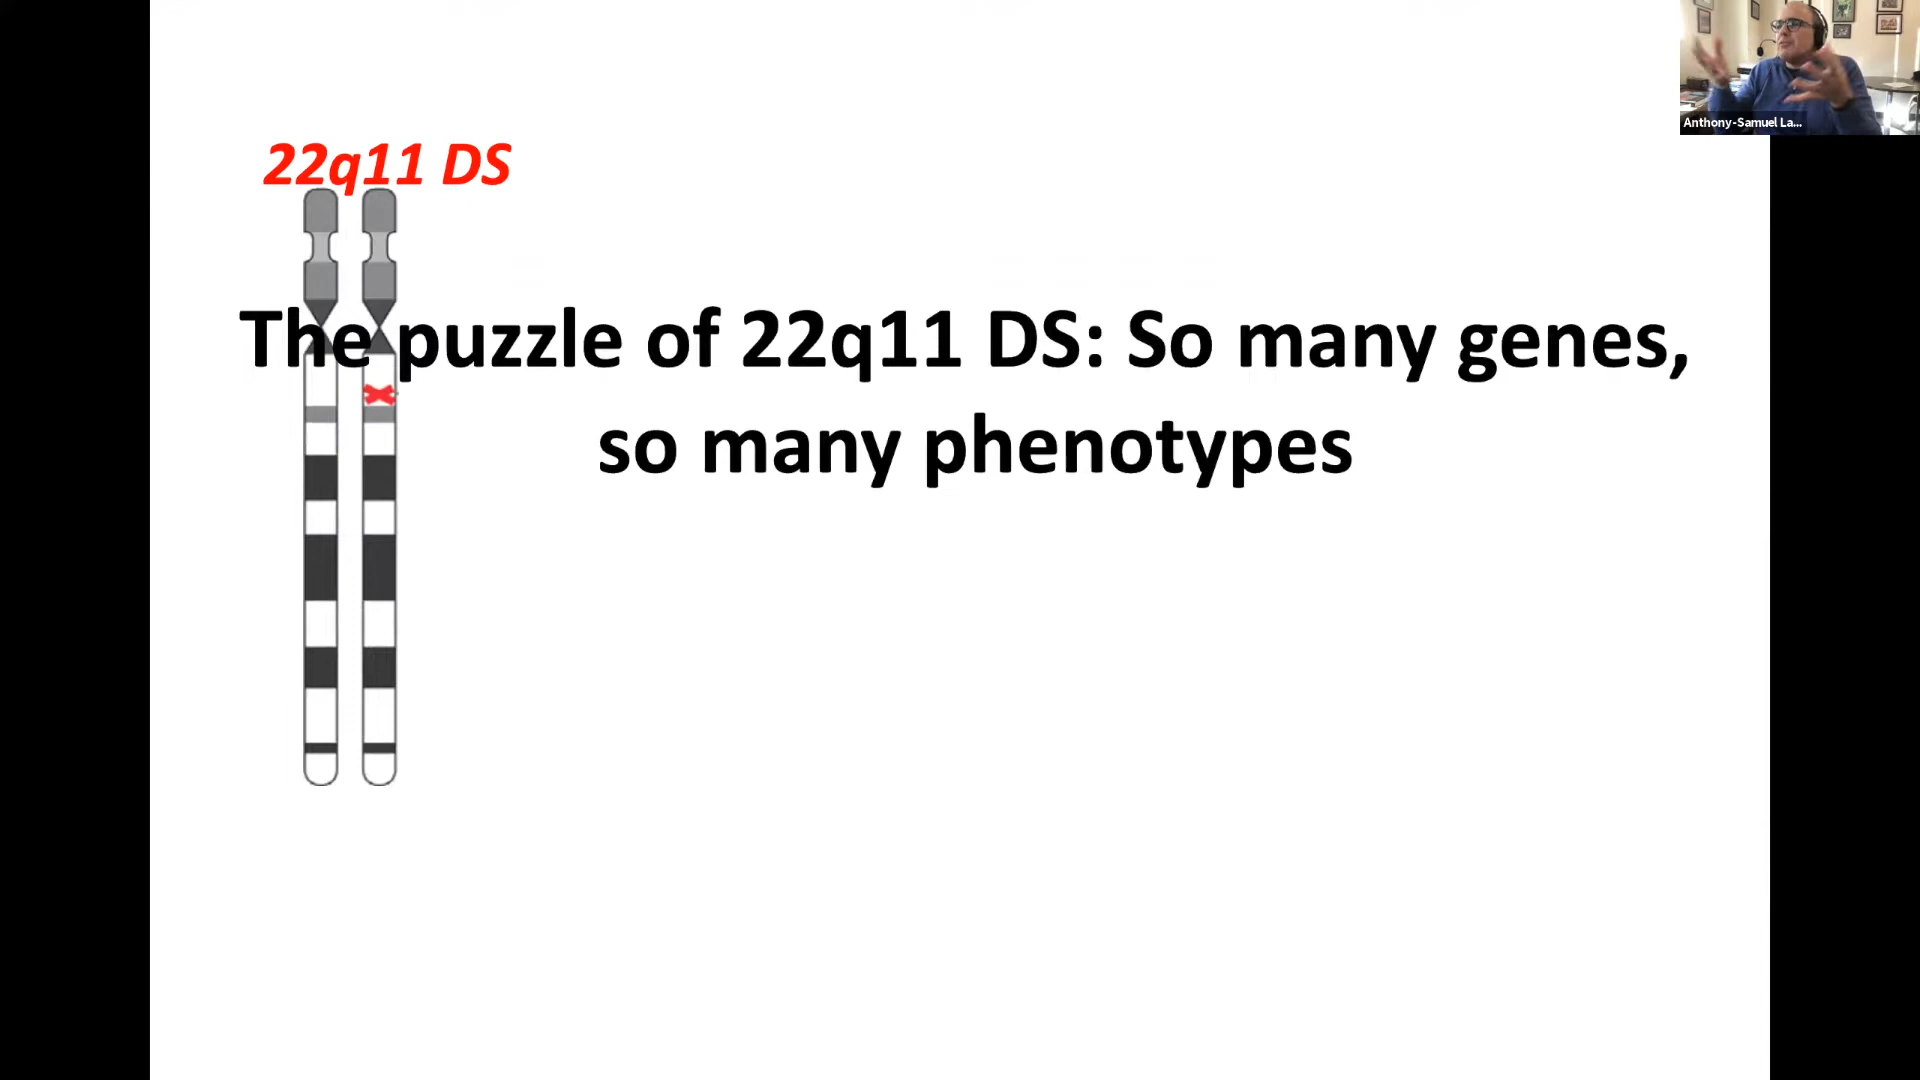 Anthony-Samuel La...
22q11 DS
The puzzle of 22q11 DS: So many genes,
so many phenotypes